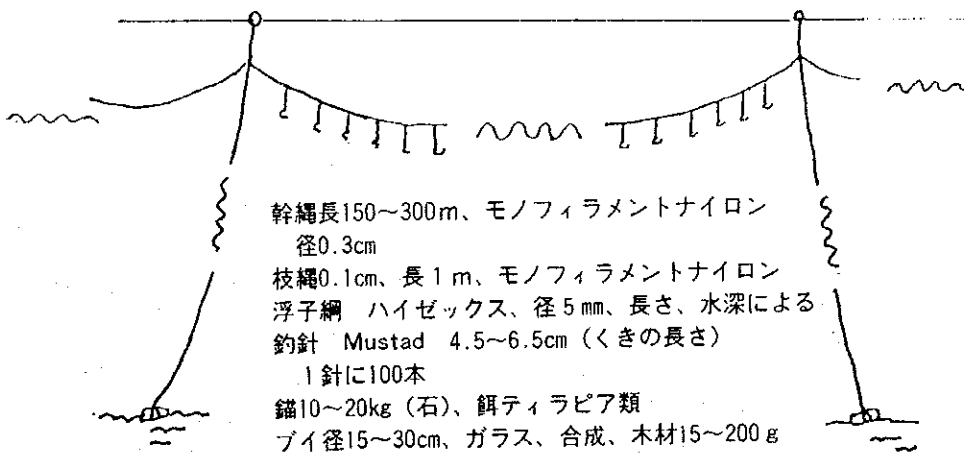 幹縄長150～300m、モノフィラメントナイロン
径0.3cm
枝縄0.1cm、長1m、モノフィラメントナイロン
浮子綱　ハイゼックス、径5mm、長さ、水深による
釣針　Mustad　4.5～6.5cm（くきの長さ）
1針に100本
錨10～20kg（石）、餌ティラピア類
ブイ径15～30cm、ガラス、合成、木材15～200g